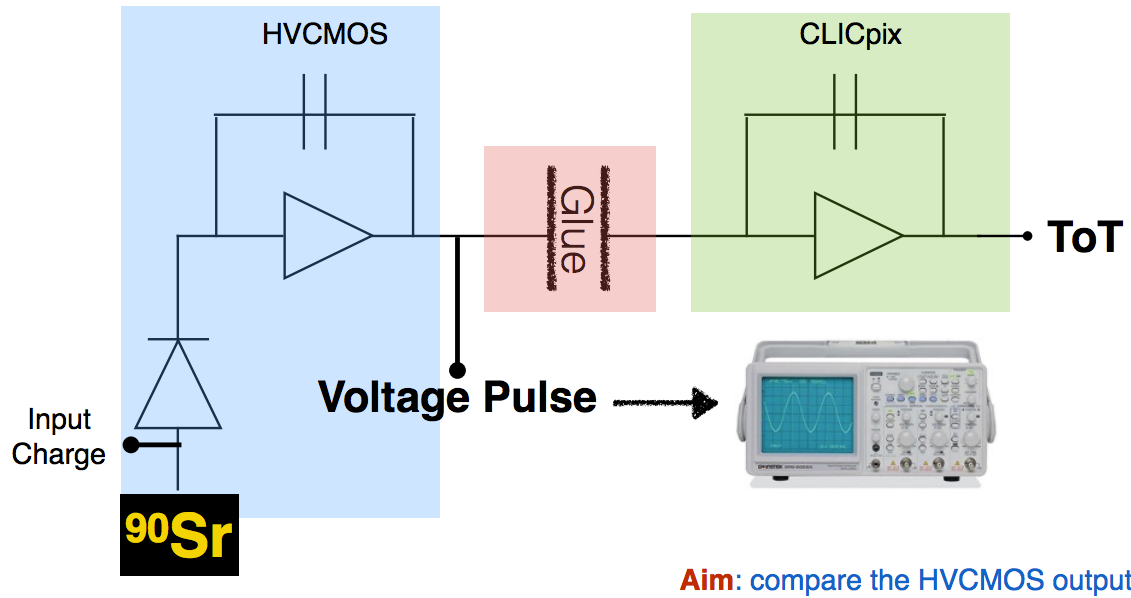 HVCMOS
CLICpix
Glue
ToT
Voltage Pulse
Input
Charge
90Sr
Aim: compare the HVCMOS output